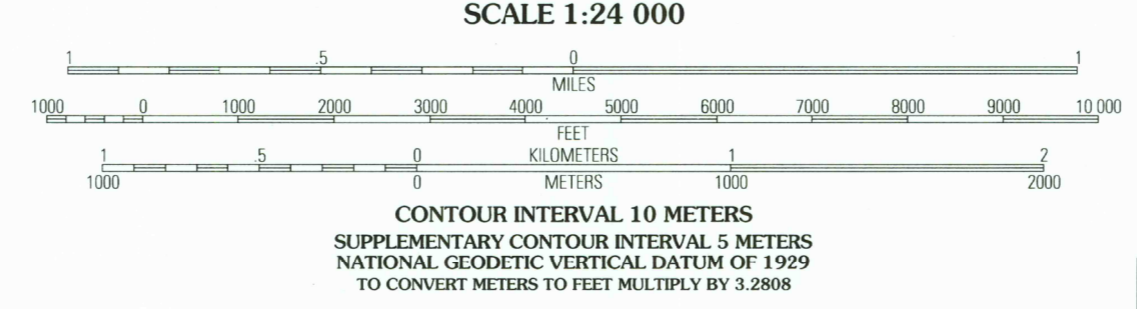 SCALE 1:24 000
1 .5 0 1
MILES
1000 0 1000 2000 3000 4000 5000 6000 7000 8000 9000 10 000
FEET
1 .5 0 KILOMETERS 1 2
1000 0 METERS 1000 2000
CONTOUR INTERVAL 10 METERS
SUPPLEMENTARY CONTOUR INTERVAL 5 METERS
NATIONAL GEODETIC VERTICAL DATUM OF 1929
TO CONVERT METERS TO FEET MULTIPLY BY 3.2808